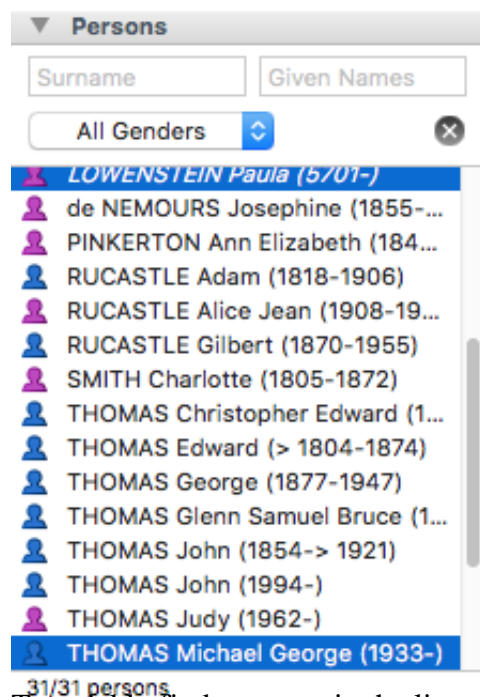 Persons
Surname Given Names
All Genders
LOWENSTEIN Paula (5701-)
de NEMOURS Josephine (1855-...
PINKERTON Ann Elizabeth (184...
RUCASTLE Adam (1818-1906)
RUCASTLE Alice Jean (1908-19...
RUCASTLE Gilbert (1870-1955)
SMITH Charlotte (1805-1872)
THOMAS Christopher Edward (1...
THOMAS Edward (> 1804-1874)
THOMAS George (1877-1947)
THOMAS Glenn Samuel Bruce (1...
THOMAS John (1854-> 1921)
THOMAS John (1994-)
THOMAS Judy (1962-)
THOMAS Michael George (1933-)
31/31 persons